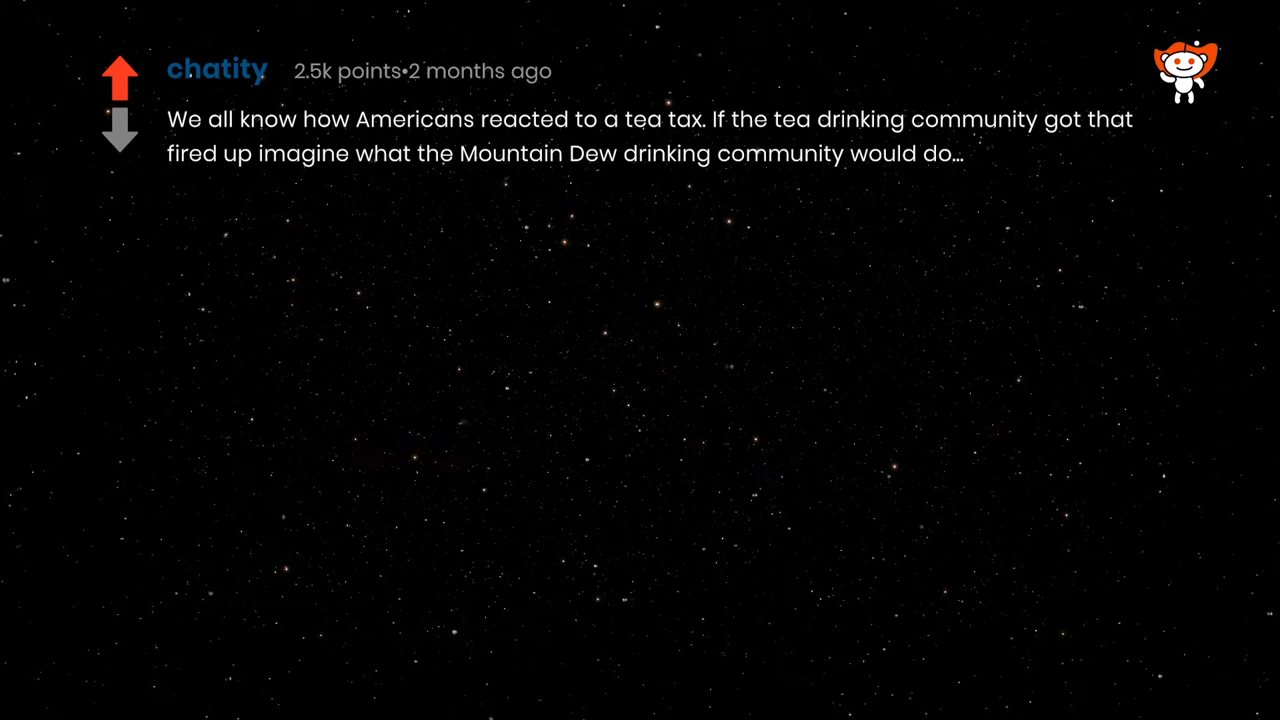 chatity 2.5k points•2 months ago
We all know how Americans reacted to a tea tax. If the tea drinking community got that
fired up imagine what the Mountain Dew drinking community would do...